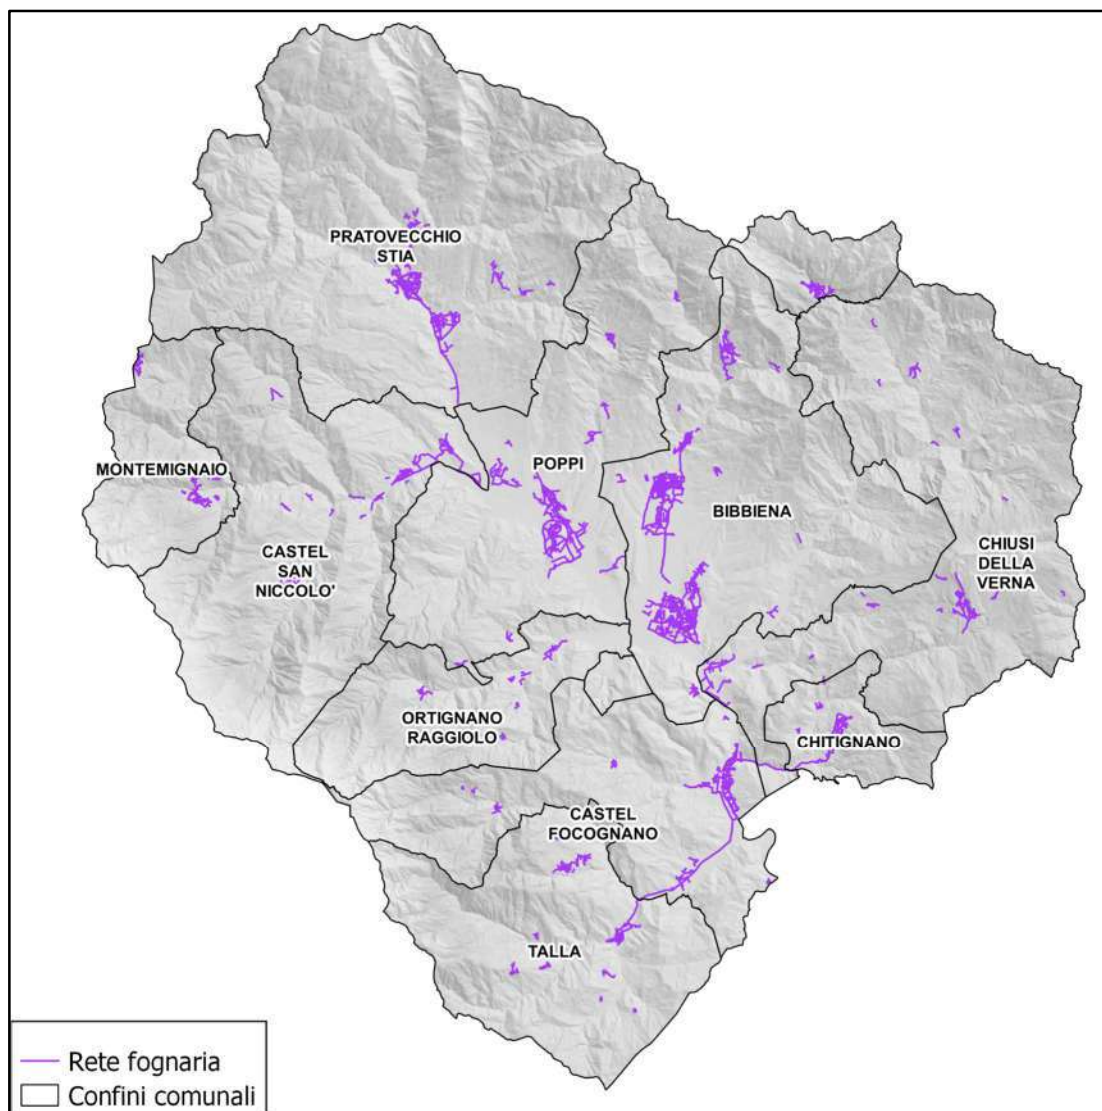 PRATOVECCHIO
STIA
MONTEMIGNAIO
POPPI
BIBBIENA
CASTEL
SAN
NICCOLO'
CHIUSI
DELLA
VERNA
ORTIGNANO
RAGGIOLO
CHITIGNANO
CASTEL
FOCOGNANO
TALLA
Rete fognaria
Confini comunali